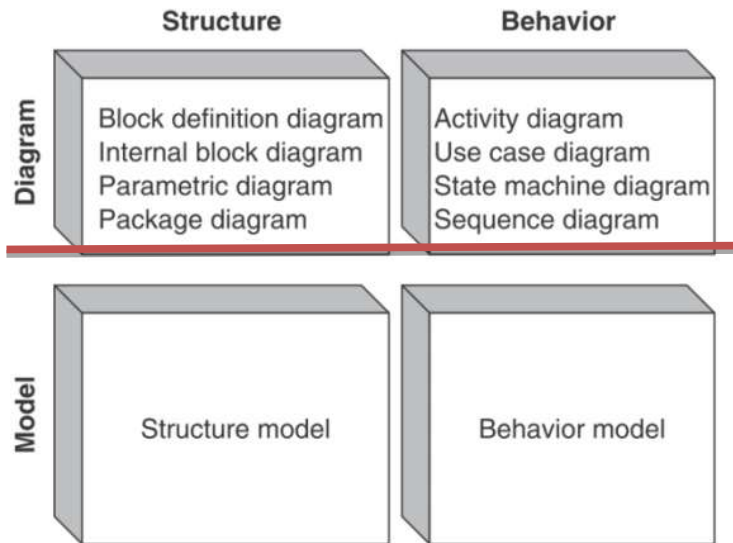 Structure
Behavior
Diagram
Block definition diagram
Internal block diagram
Parametric diagram
Package diagram
Activity diagram
Use case diagram
State machine diagram
Sequence diagram
Model
Structure model
Behavior model